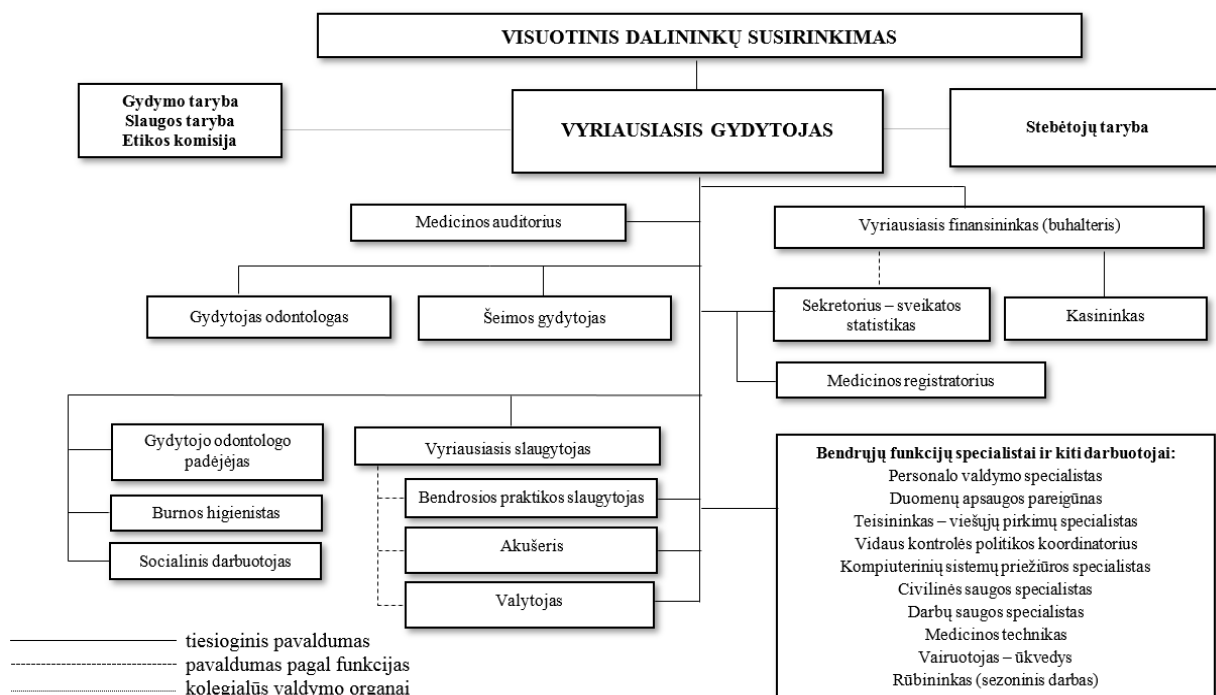 VISUOTINIS DALININKŲ SUSIRINKIMAS
Gydymo taryba
Slaugos taryba
Etikos komisija
VYRIAUSIASIS GYDYTOJAS
Stebėtojų taryba
Medicinos auditorius
Vyriausiasis finansininkas (buhalteris)
Gydytojas odontologas
Šeimos gydytojas
Sekretorius – sveikatos
statistikas
Kasininkas
Medicinos registratorius
Gydytojo odontologo
padėjėjas
Burnos higienistas
Socialinis darbuotojas
Vyriausiasis slaugytojas
Bendrosios praktikos slaugytojas
Akušeris
Valytojas
Bendrųjų funkcijų specialistai ir kiti darbuotojai:
Personalo valdymo specialistas
Duomenų apsaugos pareigūnas
Teisininkas – viešųjų pirkimų specialistas
Vidaus kontrolės politikos koordinatorius
Kompiuterinių sistemų priežiūros specialistas
Civilinės saugos specialistas
Darbų saugos specialistas
Medicinos technikas
Vairuotojas – ūkvedys
Rūbininkas (sezoninis darbas)
tiesioginis pavaldumas
pavaldumas pagal funkcijas
kolegialūs valdymo organai